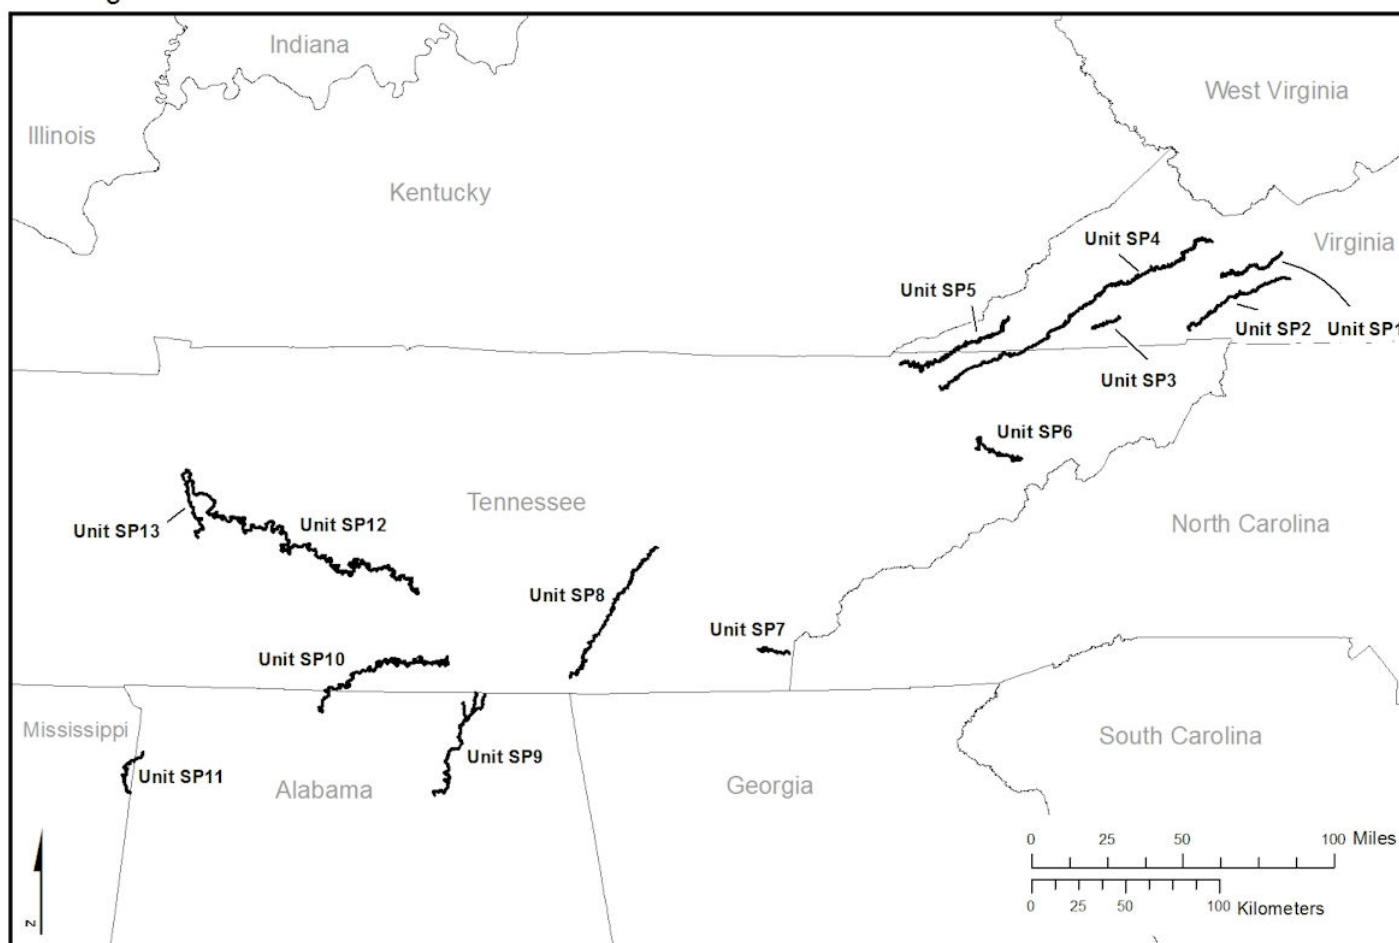 Indiana
West Virginia
Illinois
Kentucky
Unit SP4
Virginia
Unit SP5
Unit SP2
Unit SP1
Unit SP3
Unit SP6
Tennessee
North Carolina
Unit SP12
Unit SP13
Unit SP8
Unit SP7
Unit SP10
Mississippi
South Carolina
Unit SP9
Unit SP11
Alabama
Georgia
0 25 50 100 Miles
0 25 50 100 Kilometers
N